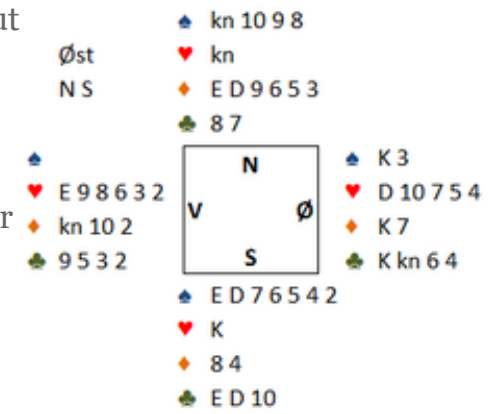 ut
♠ kn 10 9 8
Øst
♥ kn
N S
♦ E D 9 6 5 3
♣ 8 7
N
♠
♠ K 3
♥ E 9 8 6 3 2
♥ D 10 7 5 4
r
V
Ø
♦ kn 10 2
♦ K 7
♣ 9 5 3 2
♣ K kn 6 4
S
♠ E D 7 6 5 4 2
♥ K
♦ 8 4
♣ E D 10